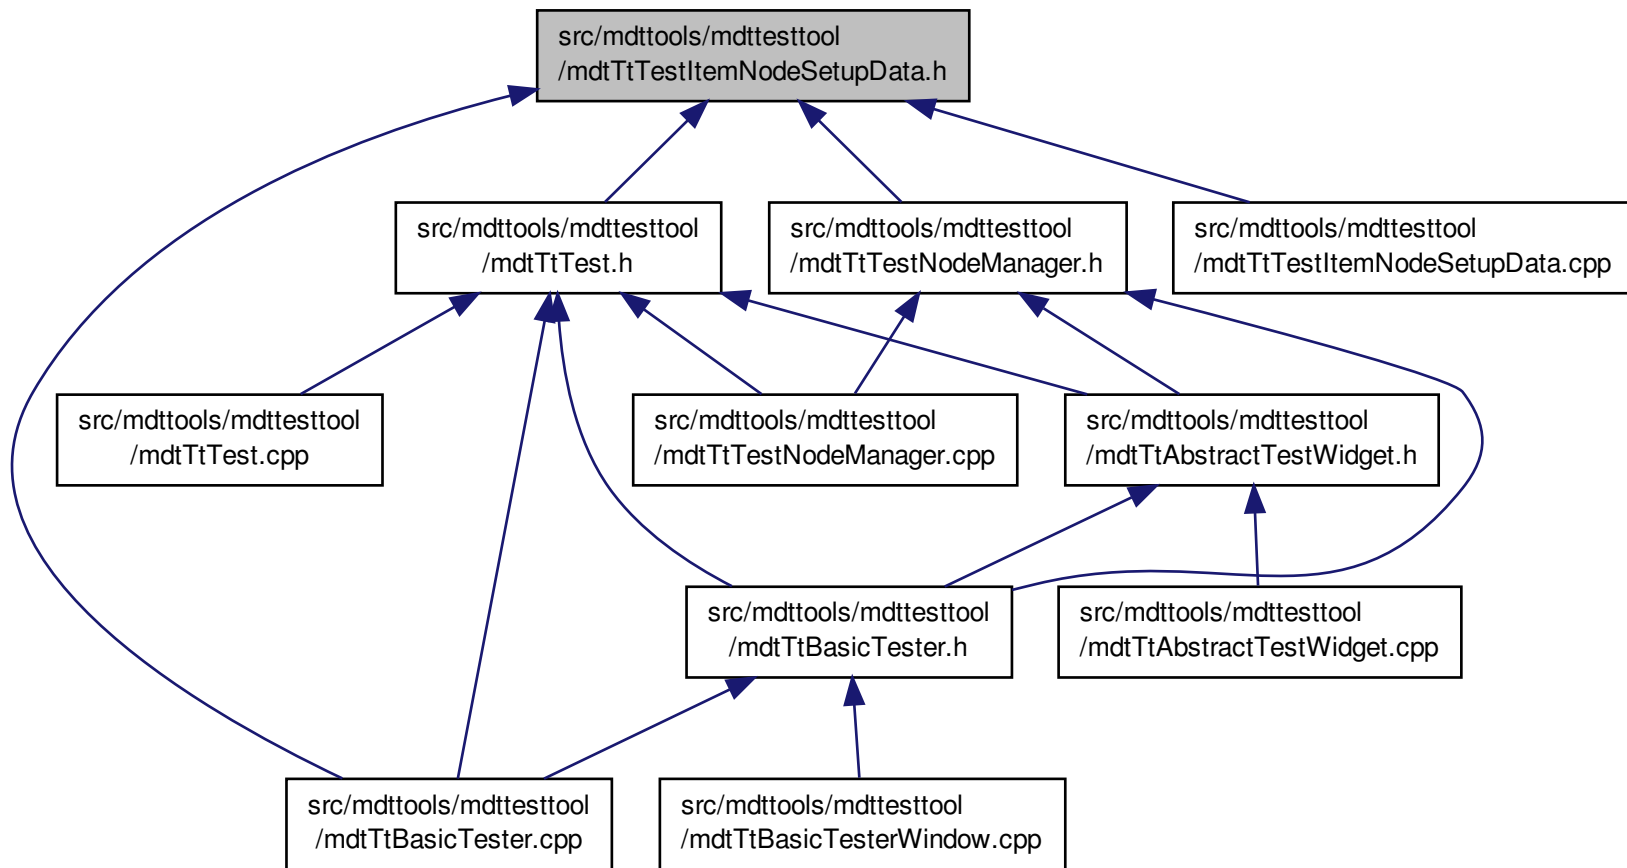 src/mdttools/mdttesttool
/mdtTtTestItemNodeSetupData.h
src/mdttools/mdttesttool
/mdtTtTest.h
src/mdttools/mdttesttool
/mdtTtTestNodeManager.h
src/mdttools/mdttesttool
/mdtTtTestItemNodeSetupData.cpp
src/mdttools/mdttesttool
/mdtTtTest.cpp
src/mdttools/mdttesttool
/mdtTtTestNodeManager.cpp
src/mdttools/mdttesttool
/mdtTtAbstractTestWidget.h
src/mdttools/mdttesttool
/mdtTtBasicTester.h
src/mdttools/mdttesttool
/mdtTtAbstractTestWidget.cpp
src/mdttools/mdttesttool
/mdtTtBasicTester.cpp
src/mdttools/mdttesttool
/mdtTtBasicTesterWindow.cpp